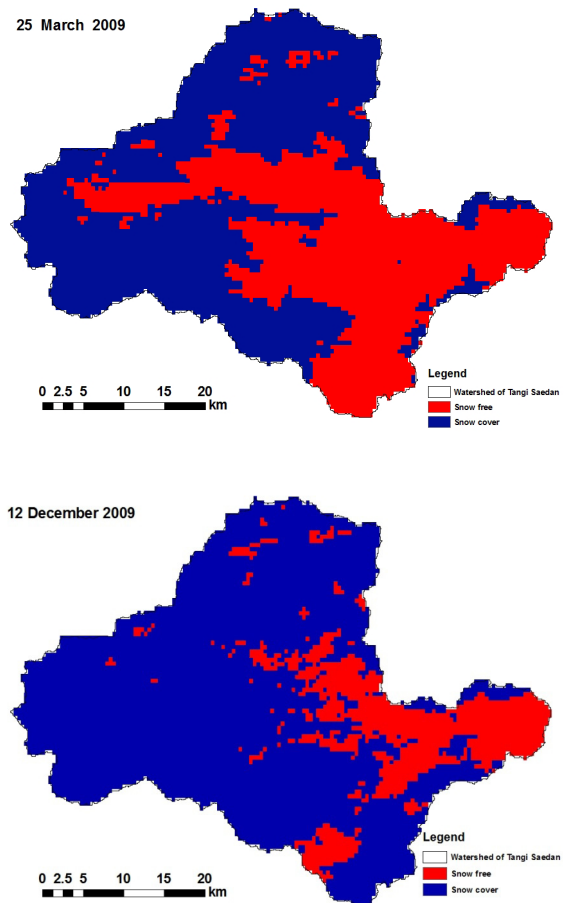 25 March 2009
Legend
Watershed of Tangi Saedan
Snow free
Snow cover
0 2.5 5 10 15 20
km
12 December 2009
Legend
Watershed of Tangi Saedan
Snow free
Snow cover
0 2.5 5 10 15 20
km